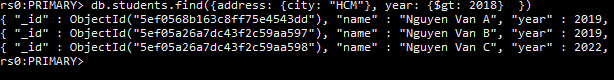 rs0:PRIMARY> db.students.find({address: {city: "HCM"}, year: {$gt: 2018}  })
{ "_id" : ObjectId("5ef0568b163c8ff75e4543dd"), "name" : "Nguyen Van A", "year" : 2019,
{ "_id" : ObjectId("5ef05a26a7dc43f2c59aa597"), "name" : "Nguyen Van B", "year" : 2019,
{ "_id" : ObjectId("5ef05a26a7dc43f2c59aa598"), "name" : "Nguyen Van C", "year" : 2022,
rs0:PRIMARY>